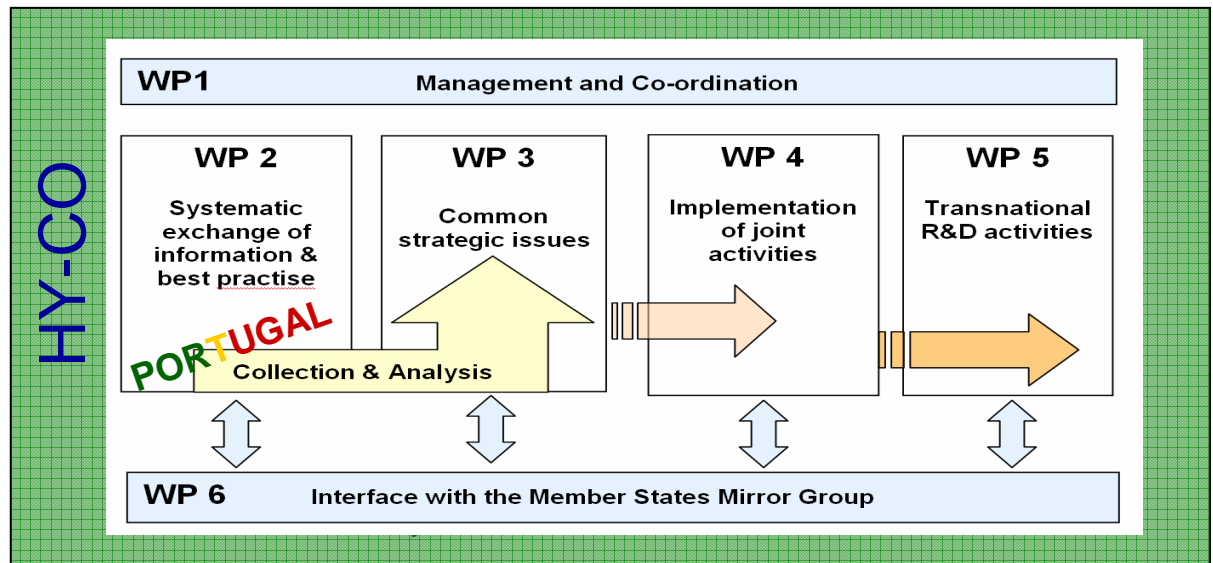 HY-CO
WP1 Management and Co-ordination
WP 2
Systematic
exchange of
information &
best practise
PORTUGAL
WP 3
Common
strategic issues
Collection & Analysis
WP 4
Implementation
of joint
activities
WP 5
Transnational
R&D activities
WP 6 Interface with the Member States Mirror Group